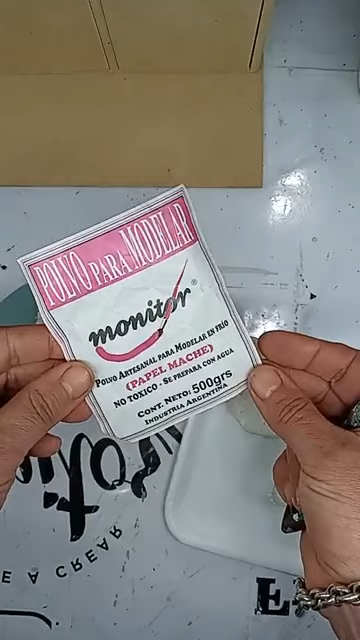 POLVO PARA MODELAR
monitor®
POLVO ARTESANAL PARA MODELAR EN FRIO
(PAPEL MACHE)
NO TOXICO - SE PREPARA CON AGUA
CONT. NETO: 500grs
INDUSTRIA ARGENTINA
E A CREAR
E